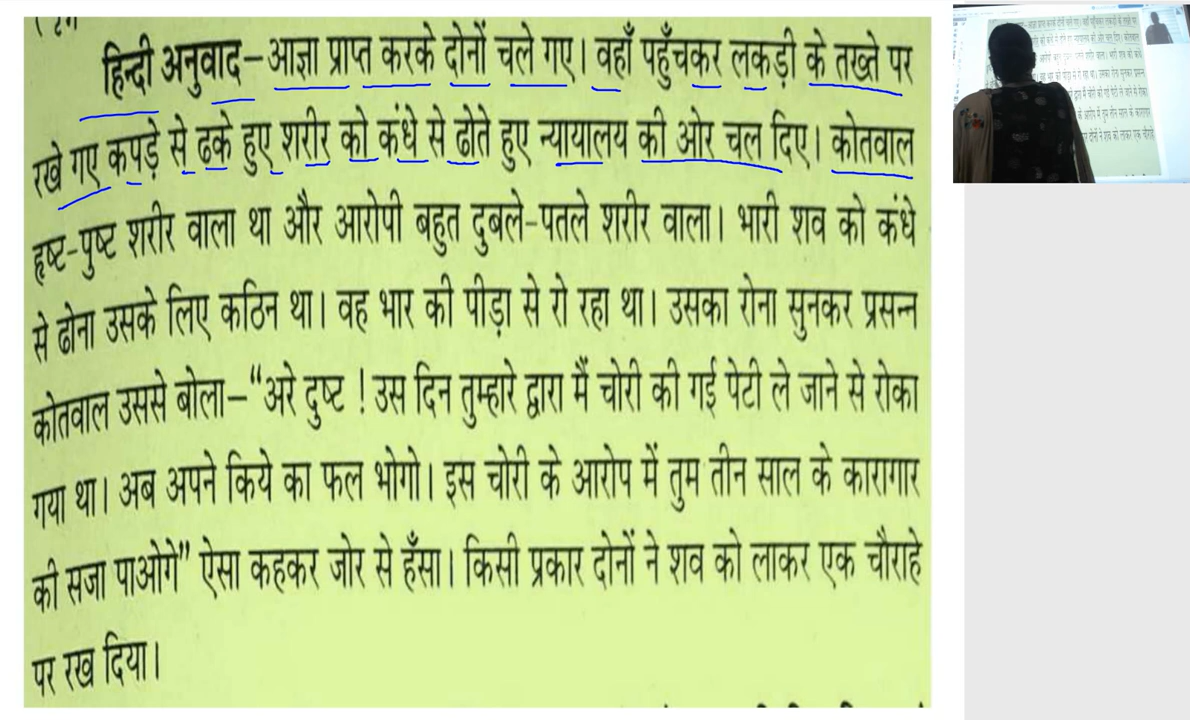 हिन्दी अनुवाद–आज्ञा प्राप्त करके दोनों चले गए। वहाँ पहुँचकर लकड़ी के तख्ते पर
रखे गए कपड़े से ढके हुए शरीर को कंधे से ढोते हुए न्यायालय की ओर चल दिए। कोतवाल
हृष्ट-पुष्ट शरीर वाला था और आरोपी बहुत दुबले-पतले शरीर वाला। भारी शव को कंधे
से ढोना उसके लिए कठिन था। वह भार की पीड़ा से रो रहा था। उसका रोना सुनकर प्रसन्न
कोतवाल उससे बोला–“अरे दुष्ट ! उस दिन तुम्हारे द्वारा मैं चोरी की गई पेटी ले जाने से रोका
गया था। अब अपने किये का फल भोगो। इस चोरी के आरोप में तुम तीन साल के कारागार
की सजा पाओगे” ऐसा कहकर जोर से हँसा। किसी प्रकार दोनों ने शव को लाकर एक चौराहे
पर रख दिया।